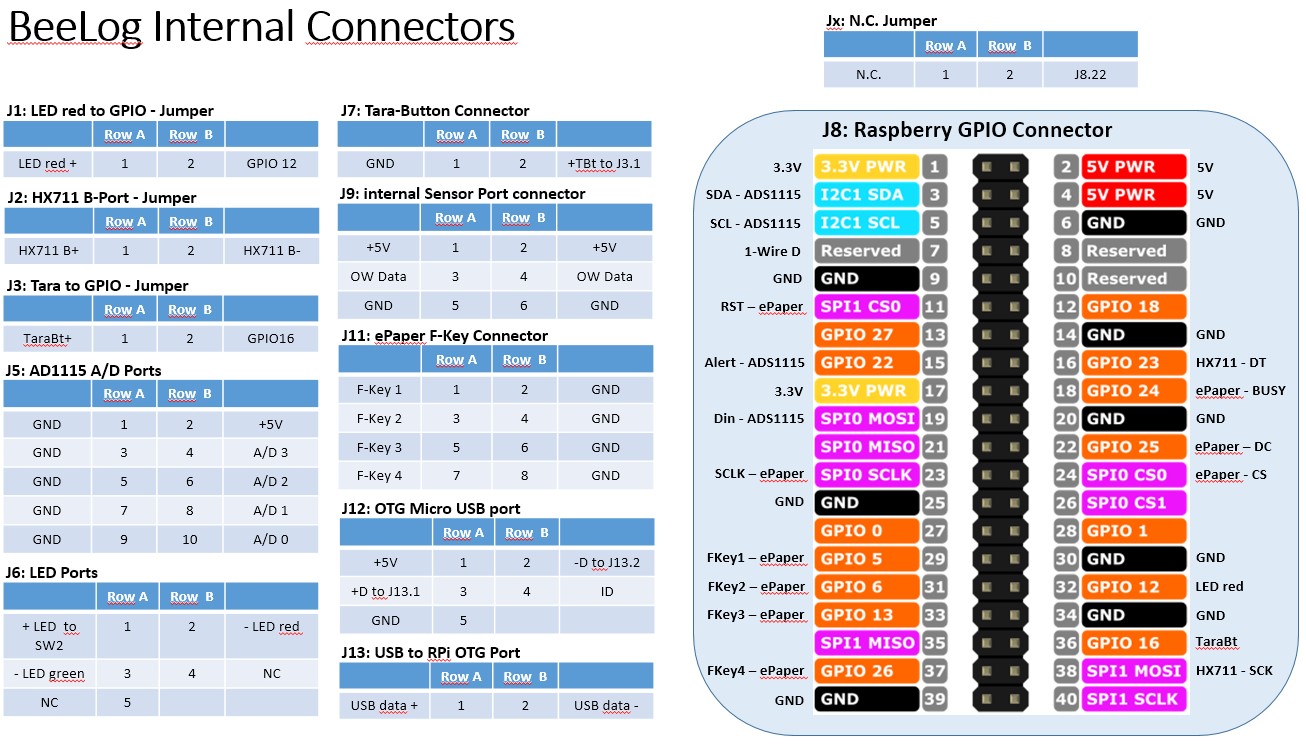 BeeLog Internal Connectors
Jx: N.C. Jumper
Row A Row B
N.C. 1 2 J8.22
J1: LED red to GPIO - Jumper
Row A Row B
LED red + 1 2 GPIO 12
J2: HX711 B-Port - Jumper
Row A Row B
HX711 B+ 1 2 HX711 B-
J3: Tara to GPIO - Jumper
Row A Row B
TaraBt+ 1 2 GPIO16
J5: AD1115 A/D Ports
Row A Row B
GND 1 2 +5V
GND 3 4 A/D 3
GND 5 6 A/D 2
GND 7 8 A/D 1
GND 9 10 A/D 0
J6: LED Ports
Row A Row B
+ LED to 1 2 - LED red
SW2
- LED green 3 4 NC
NC 5
J7: Tara-Button Connector
Row A Row B
GND 1 2 +TBt to J3.1
J9: internal Sensor Port connector
Row A Row B
+5V 1 2 +5V
OW Data 3 4 OW Data
GND 5 6 GND
J11: ePaper F-Key Connector
Row A Row B
F-Key 1 1 2 GND
F-Key 2 3 4 GND
F-Key 3 5 6 GND
F-Key 4 7 8 GND
J12: OTG Micro USB port
Row A Row B
+5V 1 2 -D to J13.2
+D to J13.1 3 4 ID
GND 5
J13: USB to RPi OTG Port
Row A Row B
USB data + 1 2 USB data -
J8: Raspberry GPIO Connector
3.3V 3.3V PWR 1 2 5V PWR 5V
SDA - ADS1115 I2C1 SDA 3 4 5V PWR 5V
SCL - ADS1115 I2C1 SCL 5 6 GND GND
1-Wire D Reserved 7 8 Reserved
GND GND 9 10 Reserved
RST – ePaper SPI1 CS0 11 12 GPIO 18
GPIO 27 13 14 GND GND
Alert - ADS1115 GPIO 22 15 16 GPIO 23 HX711 - DT
3.3V 3.3V PWR 17 18 GPIO 24 ePaper - BUSY
Din - ADS1115 SPI0 MOSI 19 20 GND GND
SPI0 MISO 21 22 GPIO 25 ePaper – DC
SCLK – ePaper SPI0 SCLK 23 24 SPI0 CS0 ePaper - CS
GND GND 25 26 SPI0 CS1
GPIO 0 27 28 GPIO 1
FKey1 – ePaper GPIO 5 29 30 GND GND
FKey2 – ePaper GPIO 6 31 32 GPIO 12 LED red
FKey3 – ePaper GPIO 13 33 34 GND GND
SPI1 MISO 35 36 GPIO 16 TaraBt
FKey4 – ePaper GPIO 26 37 38 SPI1 MOSI HX711 - SCK
GND GND 39 40 SPI1 SCLK